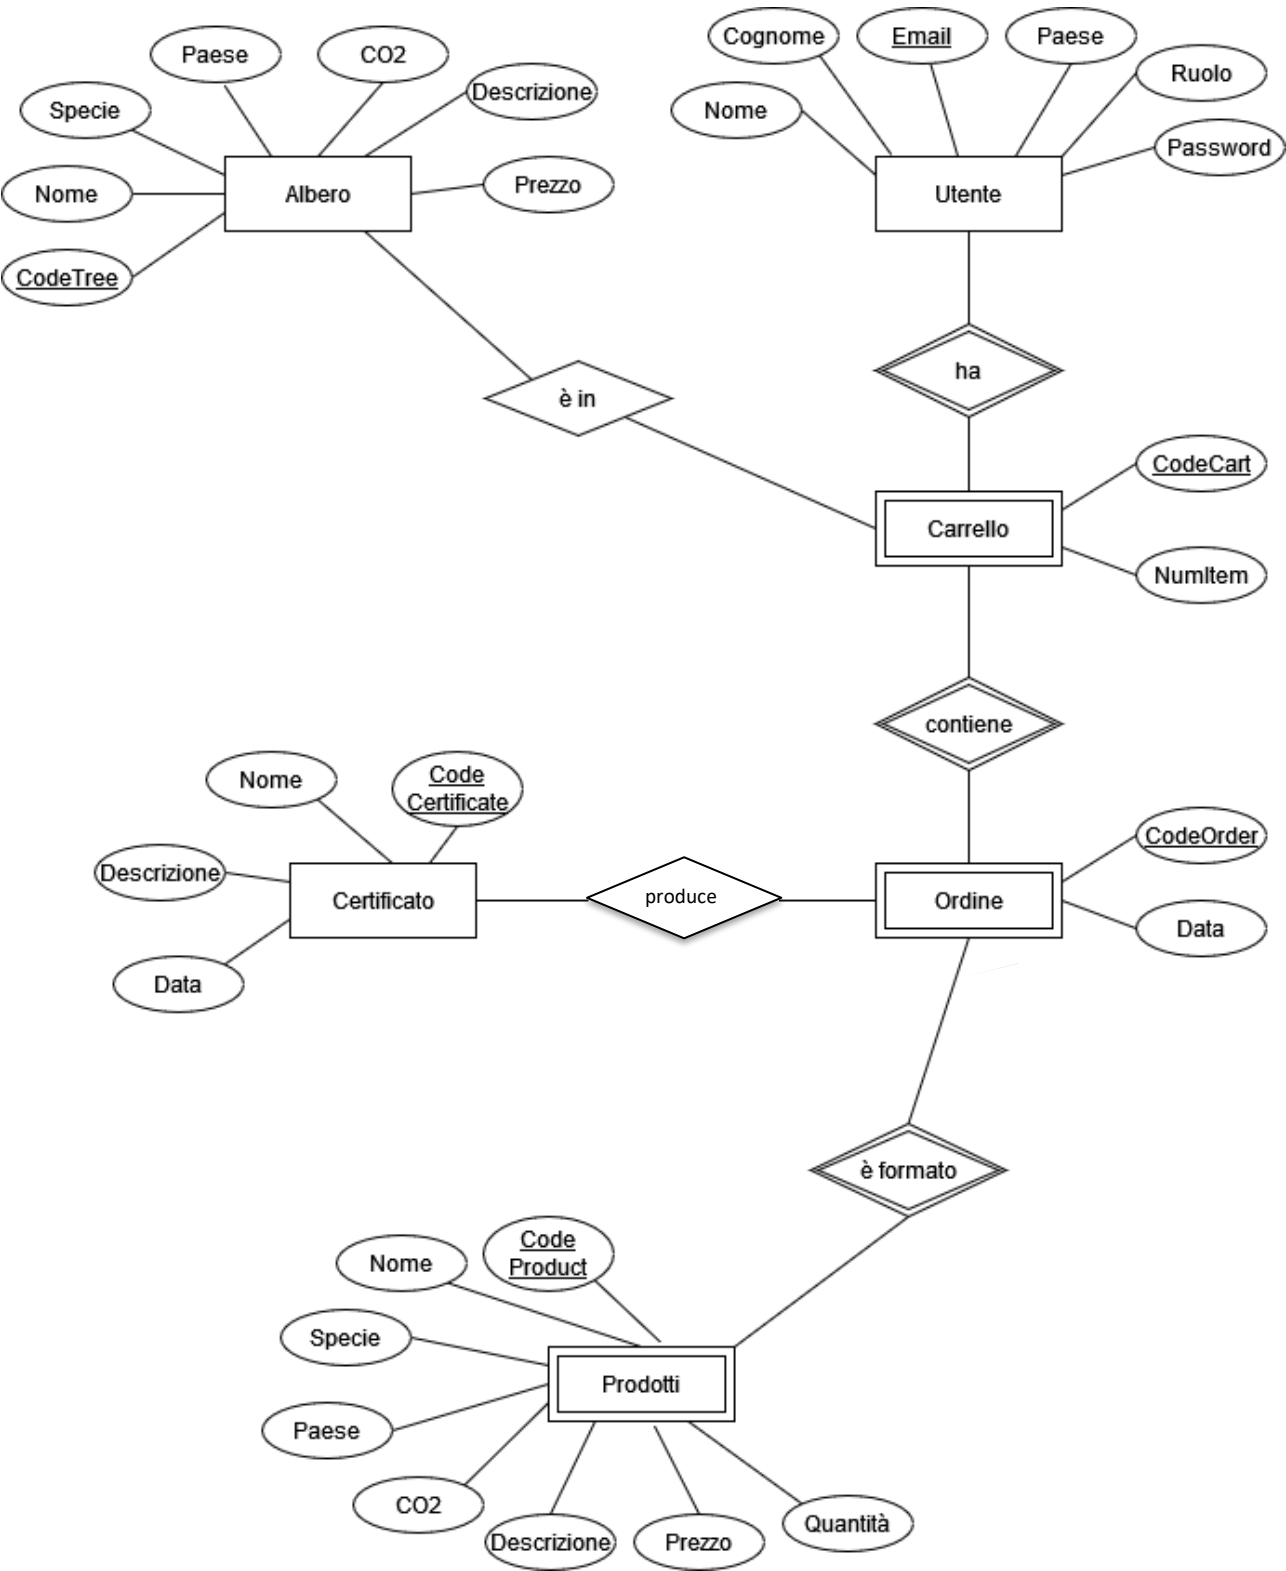 Cognome
Email
Paese
Paese
CO2
Ruolo
Descrizione
Specie
Nome
Password
Nome
Albero
Prezzo
Utente
CodeTree
ha
è in
CodeCart
Carrello
NumItem
contiene
Nome
Code
Certificate
CodeOrder
Descrizione
Certificato
produce
Ordine
Data
Data
è formato
Code
Product
Nome
Specie
Prodotti
Paese
CO2
Quantità
Descrizione
Prezzo